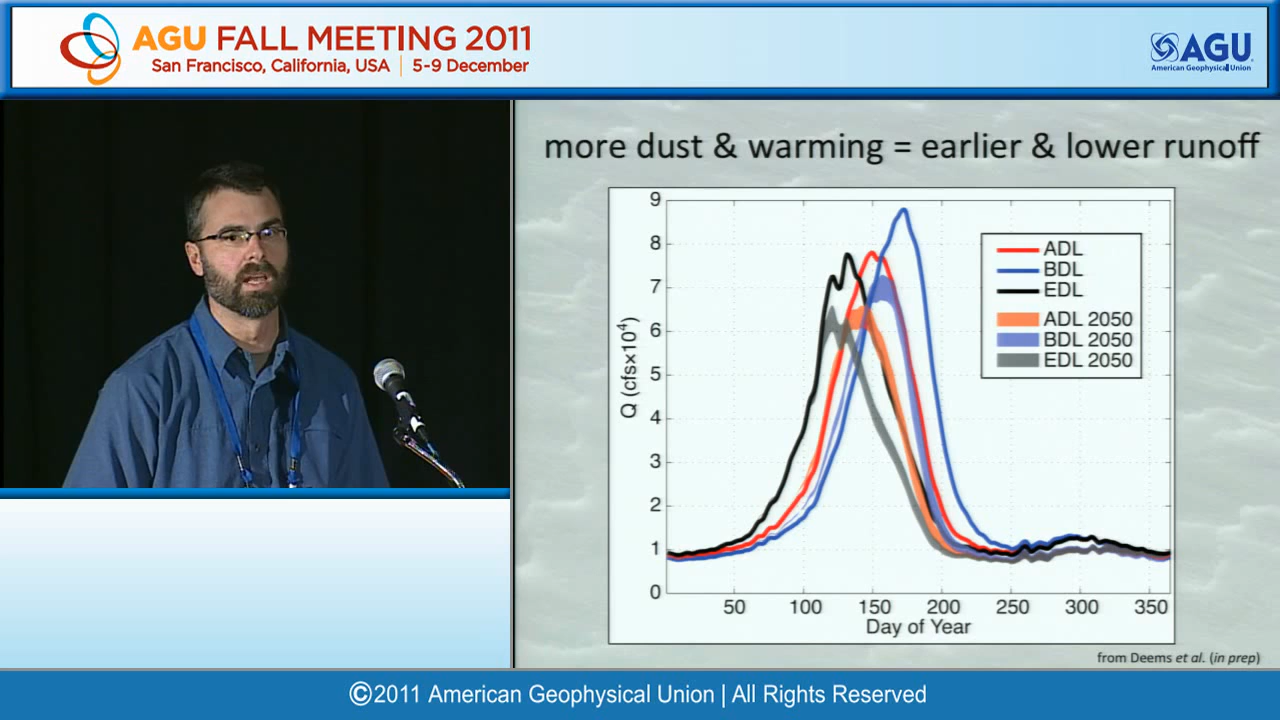 AGU FALL MEETING 2011
San Francisco, California, USA | 5-9 December
AGU
American Geophysical Union
more dust & warming = earlier & lower runoff
9
8
7
6
5
4
3
2
1
0
Q (cfs×10⁴)
ADL
BDL
EDL
ADL 2050
BDL 2050
EDL 2050
50 100 150 200 250 300 350
Day of Year
from Deems et al. (in prep)
©2011 American Geophysical Union | All Rights Reserved